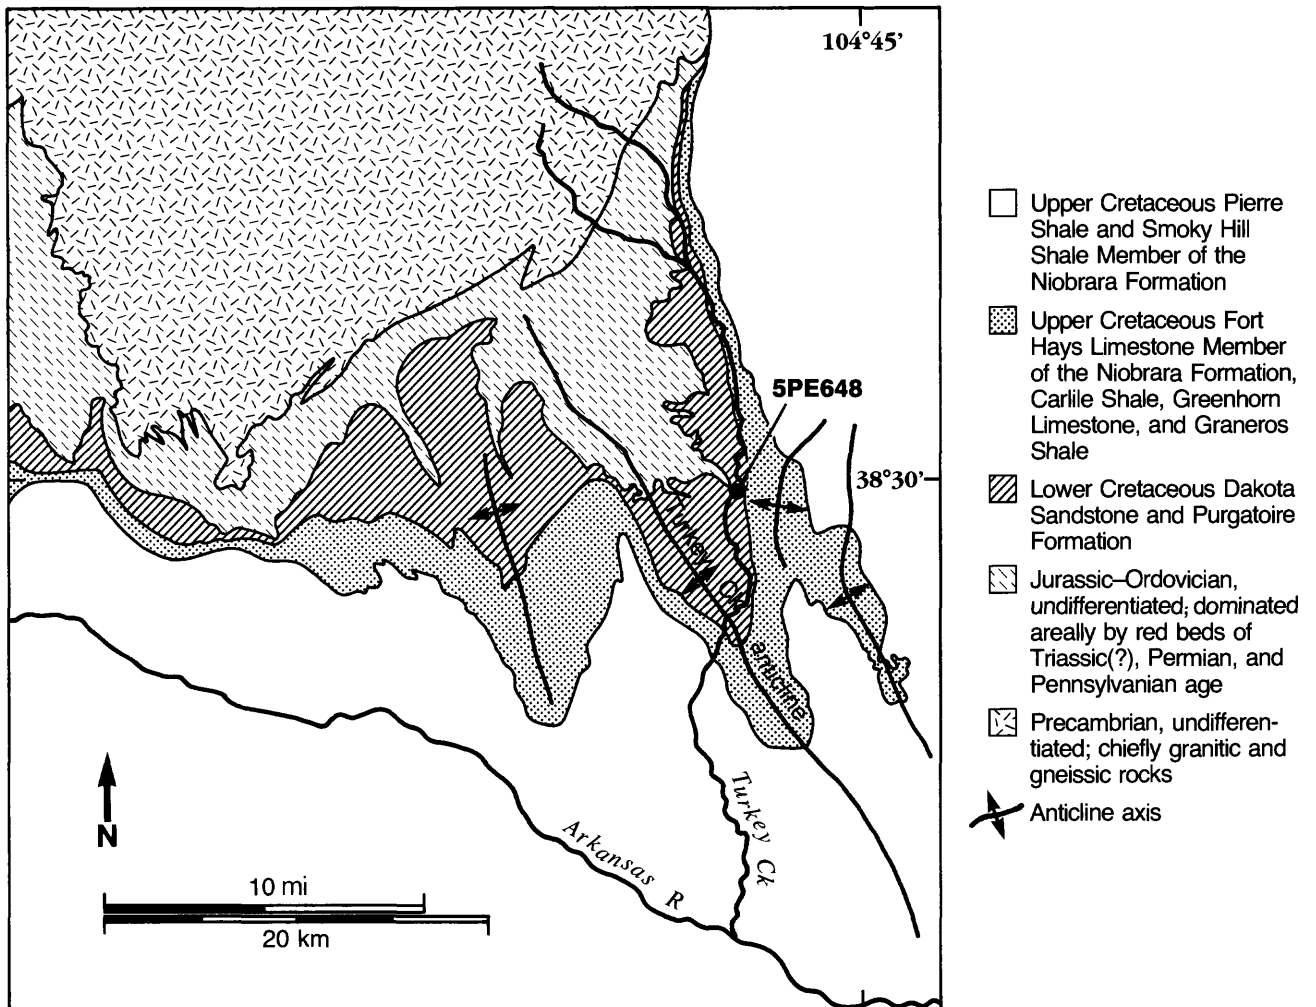 104°45'
5PE648
38°30'
Turkey Ck anticline
Turkey Ck
Arkansas R
N
10 mi
20 km
Upper Cretaceous Pierre
Shale and Smoky Hill
Shale Member of the
Niobrara Formation
Upper Cretaceous Fort
Hays Limestone Member
of the Niobrara Formation,
Carlile Shale, Greenhorn
Limestone, and Graneros
Shale
Lower Cretaceous Dakota
Sandstone and Purgatoire
Formation
Jurassic–Ordovician,
undifferentiated; dominated
areally by red beds of
Triassic(?), Permian, and
Pennsylvanian age
Precambrian, undifferen-
tiated; chiefly granitic and
gneissic rocks
Anticline axis